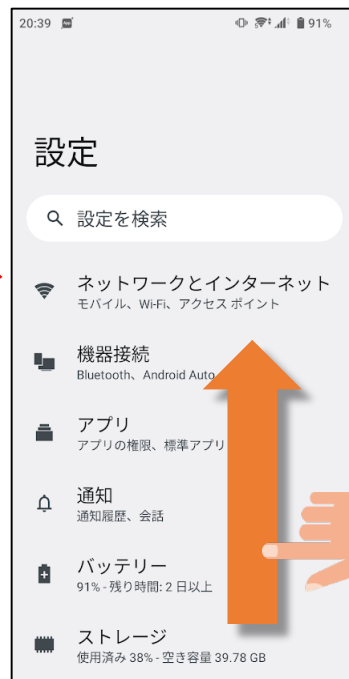 20:39
91%
設定
設定を検索
ネットワークとインターネット
モバイル、Wi-Fi、アクセス ポイント
機器接続
Bluetooth、Android Auto
アプリ
アプリの権限、標準アプリ
通知
通知履歴、会話
バッテリー
91% - 残り時間: 2 日以上
ストレージ
使用済み 38% - 空き容量 39.78 GB